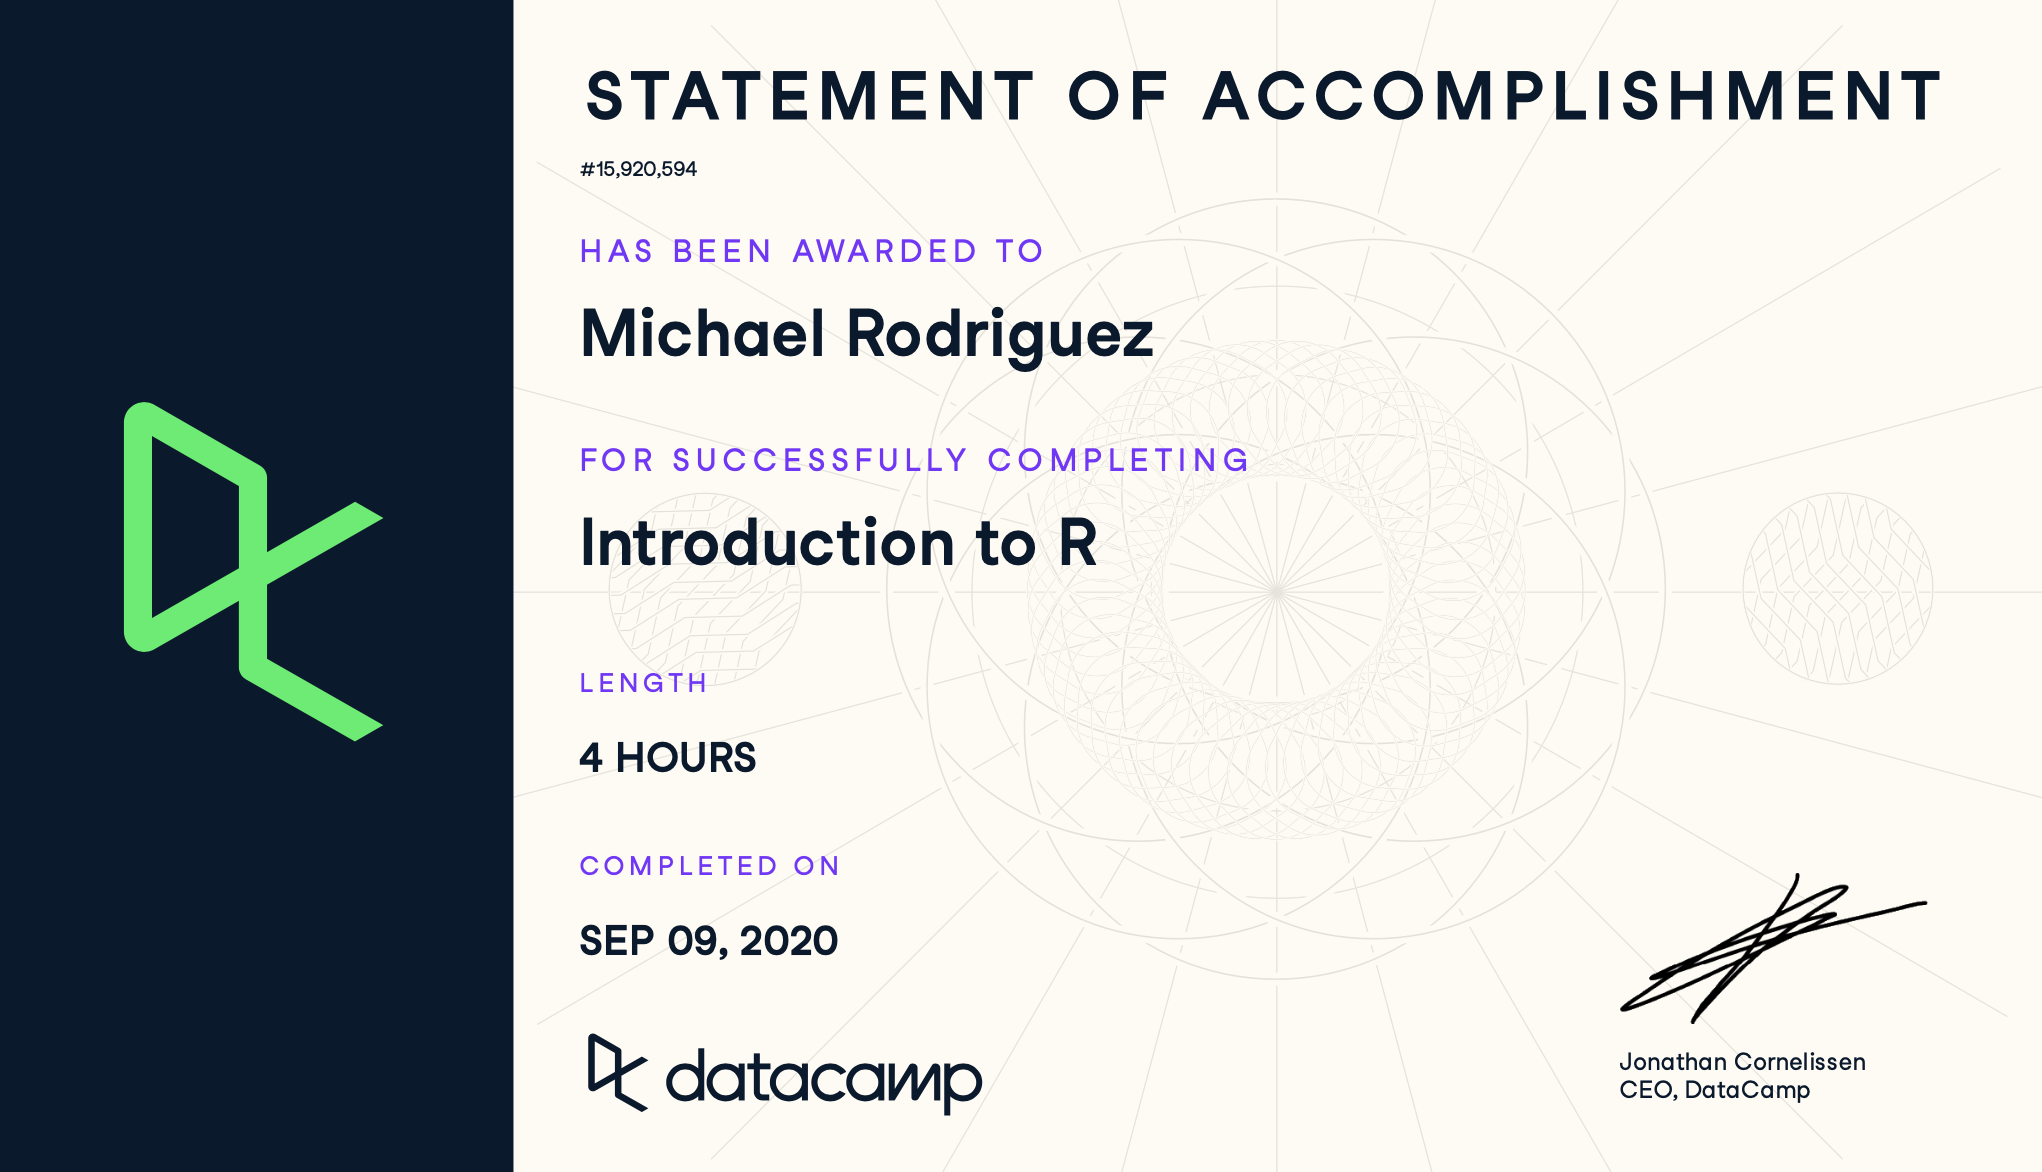 STATEMENT OF ACCOMPLISHMENT
#15,920,594
HAS BEEN AWARDED TO
Michael Rodriguez
FOR SUCCESSFULLY COMPLETING
Introduction to R
LENGTH
4 HOURS
COMPLETED ON
SEP 09, 2020
datacamp
Jonathan Cornelissen
CEO, DataCamp